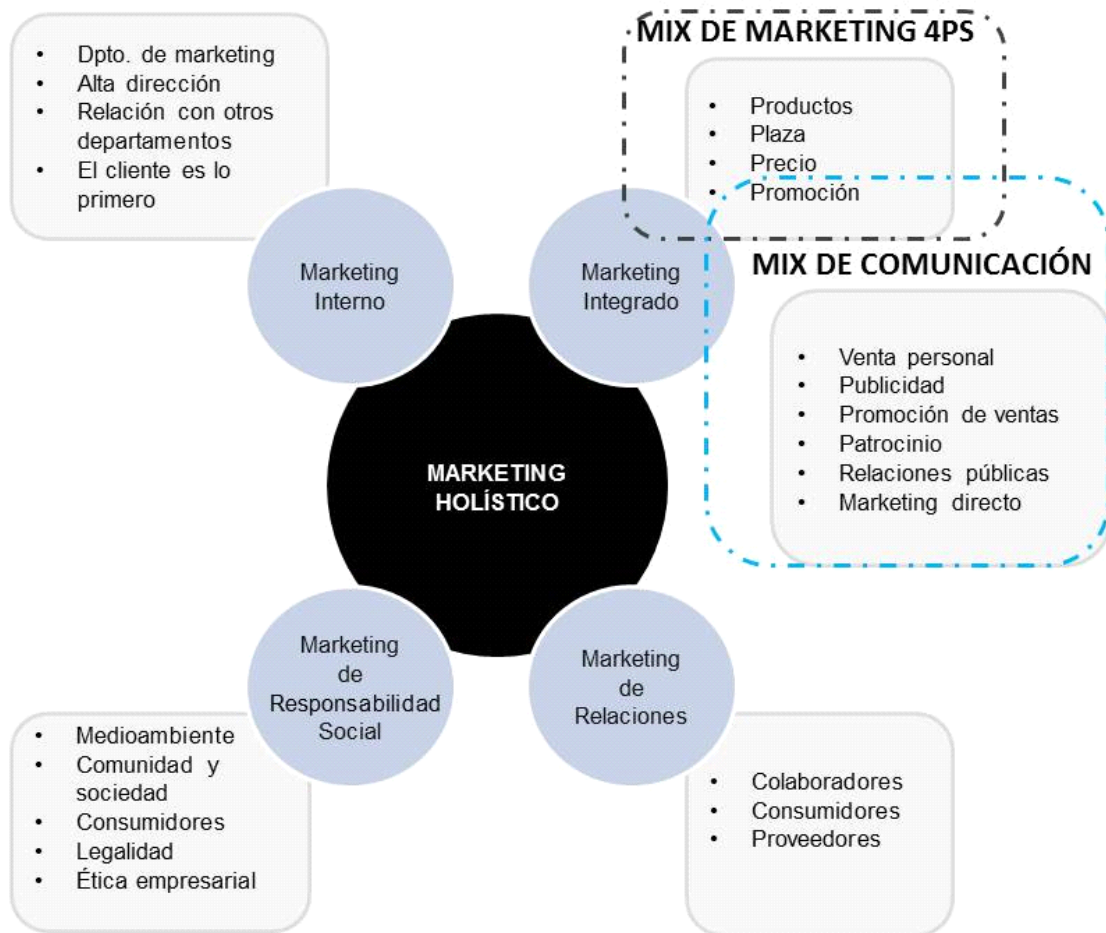 • Dpto. de marketing
• Alta dirección
• Relación con otros
departamentos
• El cliente es lo
primero
MIX DE MARKETING 4PS
• Productos
• Plaza
• Precio
• Promoción
Marketing
Interno
Marketing
Integrado
MIX DE COMUNICACIÓN
• Venta personal
• Publicidad
• Promoción de ventas
• Patrocinio
• Relaciones públicas
• Marketing directo
MARKETING
HOLÍSTICO
Marketing
de
Responsabilidad
Social
Marketing
de
Relaciones
• Medioambiente
• Comunidad y
sociedad
• Consumidores
• Legalidad
• Ética empresarial
• Colaboradores
• Consumidores
• Proveedores